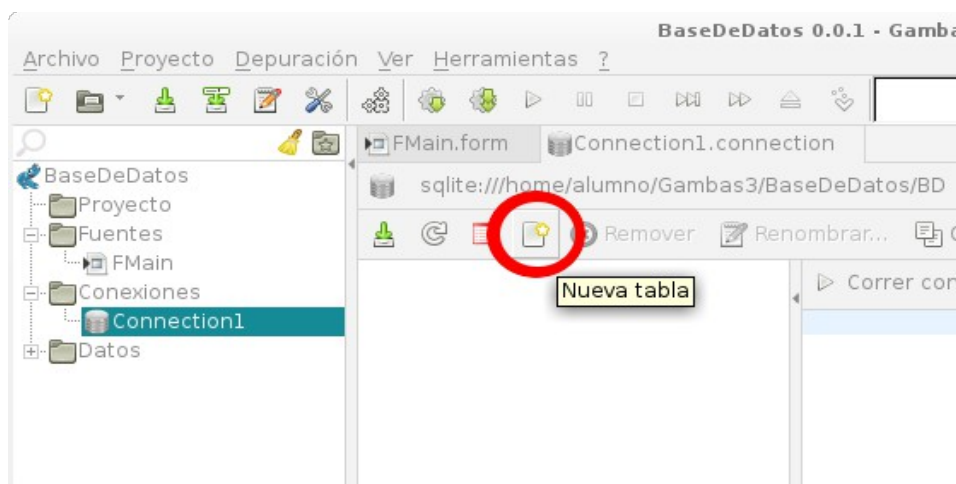 BaseDeDatos 0.0.1 - Gamba
Archivo Proyecto Depuración Ver Herramientas ?
FMain.form Connection1.connection
BaseDeDatos
sqlite:///home/alumno/Gambas3/BaseDeDatos/BD
Proyecto
Fuentes
Remover Renombrar...
FMain
Nueva tabla
Correr con
Conexiones
Connection1
Datos